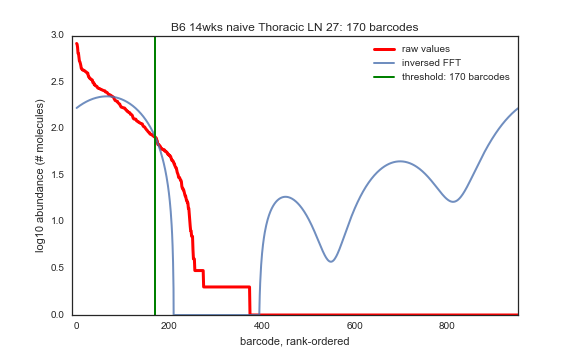 B6 14wks naive Thoracic LN 27: 170 barcodes
raw values
inversed FFT
threshold: 170 barcodes
log10 abundance (# molecules)
3.0
2.5
2.0
1.5
1.0
0.5
0.0
0 200 400 600 800
barcode, rank-ordered